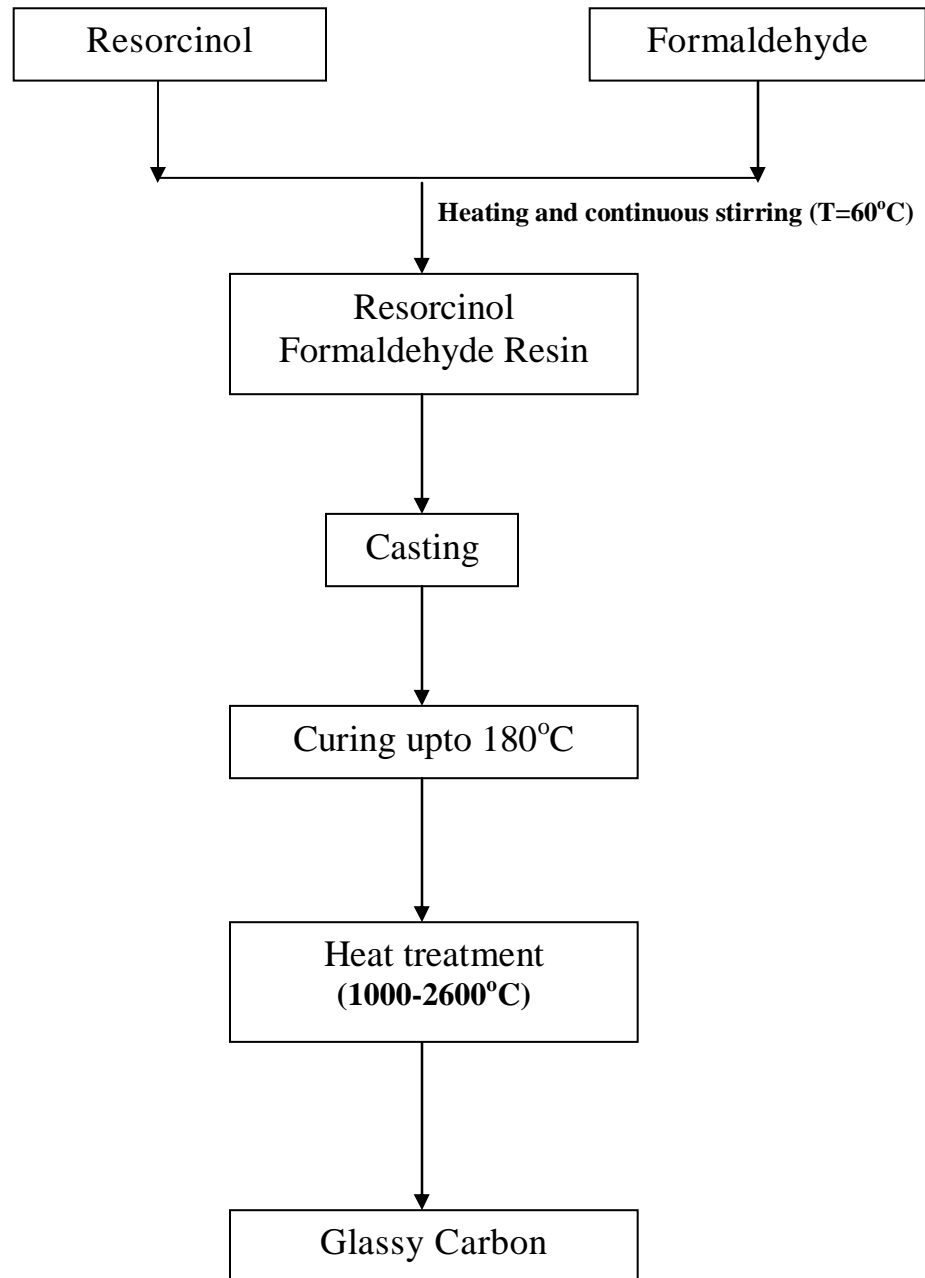 Resorcinol
Formaldehyde
Heating and continuous stirring (T=60°C)
Resorcinol
Formaldehyde Resin
Casting
Curing upto 180°C
Heat treatment
(1000-2600°C)
Glassy Carbon